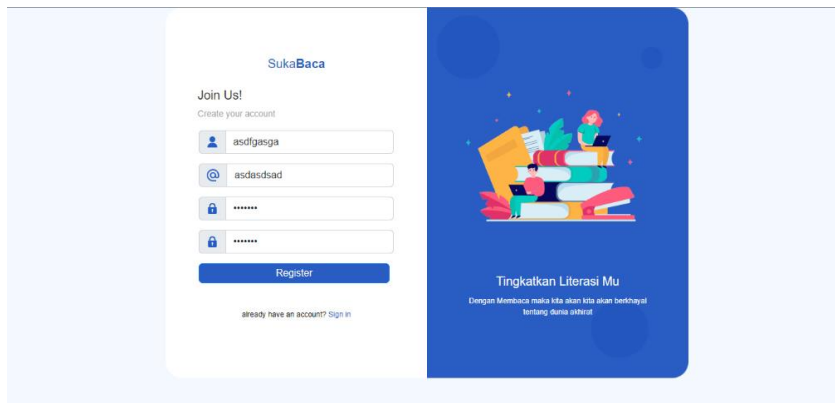 SukaBaca
Join Us!
Create your account
asdfgasga
@ asdasdsad
•••••••
•••••••
Register
already have an account? Sign in
Tingkatkan Literasi Mu
Dengan Membaca maka kita akan kita akan berkhayal
tentang dunia akhirat